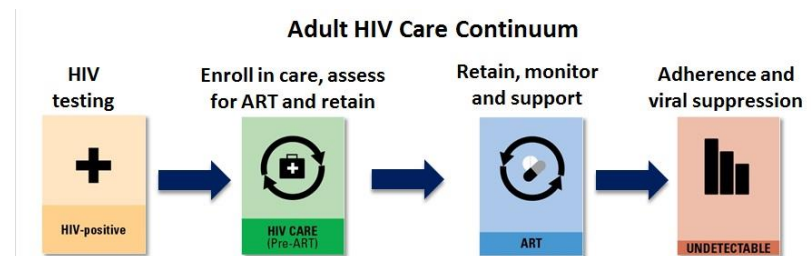 Adult HIV Care Continuum
HIV
testing
Enroll in care, assess
for ART and retain
Retain, monitor
and support
Adherence and
viral suppression
HIV-positive
HIV CARE
(Pre-ART)
ART
UNDETECTABLE